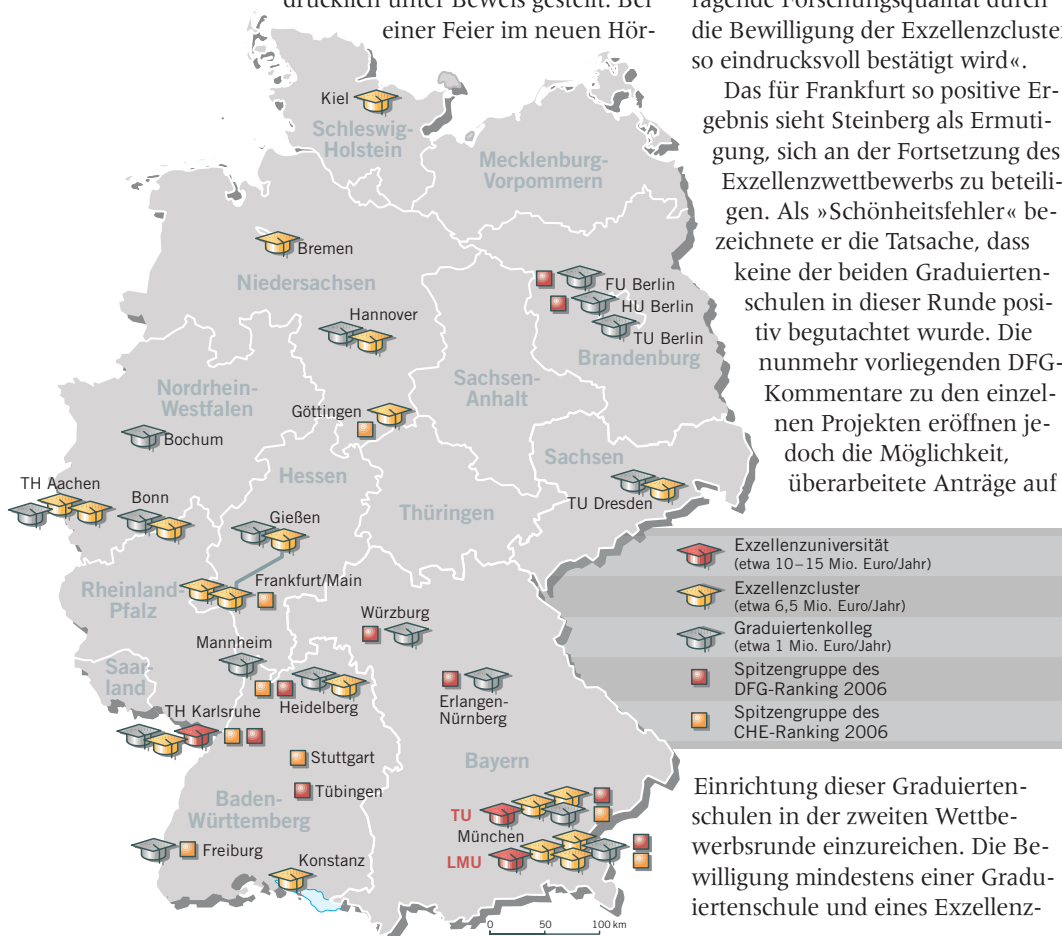 drücklich unter Beweis gestellt. Bei
einer Feier im neuen Hör-
Kiel
Schleswig-
Holstein
Mecklenburg-
Vorpommern
Bremen
Niedersachsen
Hannover
FU Berlin
HU Berlin
TU Berlin
Brandenburg
Sachsen-
Anhalt
Nordrhein-
Westfalen
Göttingen
Bochum
Hessen
Sachsen
TH Aachen
Bonn
Gießen
Thüringen
TU Dresden
Rheinland-
Pfalz
Frankfurt/Main
Würzburg
Mannheim
Saar-
land
Heidelberg
Erlangen-
Nürnberg
TH Karlsruhe
Stuttgart
Bayern
Tübingen
Baden-
Württemberg
TU
München
LMU
Freiburg
Konstanz
0 50 100 km
ragende Forschungsqualität durch
die Bewilligung der Exzellenzcluster
so eindrucksvoll bestätigt wird«.
Das für Frankfurt so positive Er-
gebnis sieht Steinberg als Ermuti-
gung, sich an der Fortsetzung des
Exzellenzwettbewerbs zu beteili-
gen. Als »Schönheitsfehler« be-
zeichnete er die Tatsache, dass
keine der beiden Graduierten-
schulen in dieser Runde posi-
tiv begutachtet wurde. Die
nunmehr vorliegenden DFG-
Kommentare zu den einzel-
nen Projekten eröffnen je-
doch die Möglichkeit,
überarbeitete Anträge auf
Exzellenzuniversität
(etwa 10–15 Mio. Euro/Jahr)
Exzellenzcluster
(etwa 6,5 Mio. Euro/Jahr)
Graduiertenkolleg
(etwa 1 Mio. Euro/Jahr)
Spitzengruppe des
DFG-Ranking 2006
Spitzengruppe des
CHE-Ranking 2006
Einrichtung dieser Graduierten-
schulen in der zweiten Wettbe-
werbsrunde einzureichen. Die Be-
willigung mindestens einer Gradu-
iertenschule und eines Exzellenz-